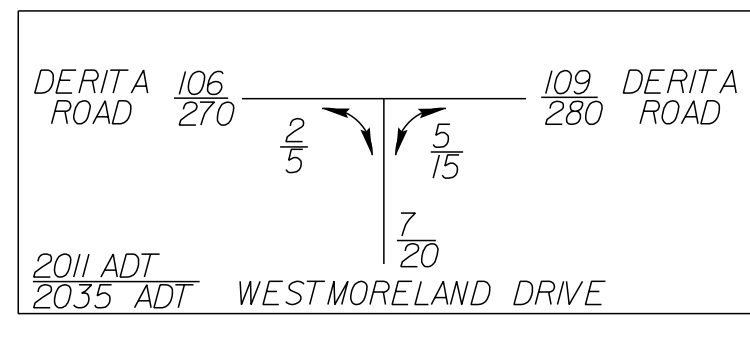 DERITA
ROAD
106
270
109
280
DERITA
ROAD
2
5
5
15
7
20
2011 ADT
2035 ADT
WESTMORELAND DRIVE